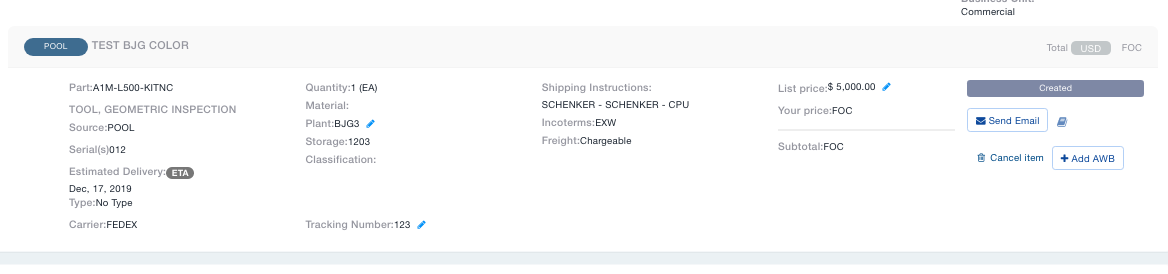 Commercial
POOL TEST BJG COLOR
Total USD FOC
Part:A1M-L500-KITNC
TOOL, GEOMETRIC INSPECTION
Source:POOL
Serial(s)012
Estimated Delivery:ETA
Dec, 17, 2019
Type:No Type
Carrier:FEDEX
Quantity:1 (EA)
Material:
Plant:BJG3
Storage:1203
Classification:
Tracking Number:123
Shipping Instructions:
SCHENKER - SCHENKER - CPU
Incoterms:EXW
Freight:Chargeable
List price:$ 5,000.00
Your price:FOC
Subtotal:FOC
Created
Send Email
Cancel item
+ Add AWB